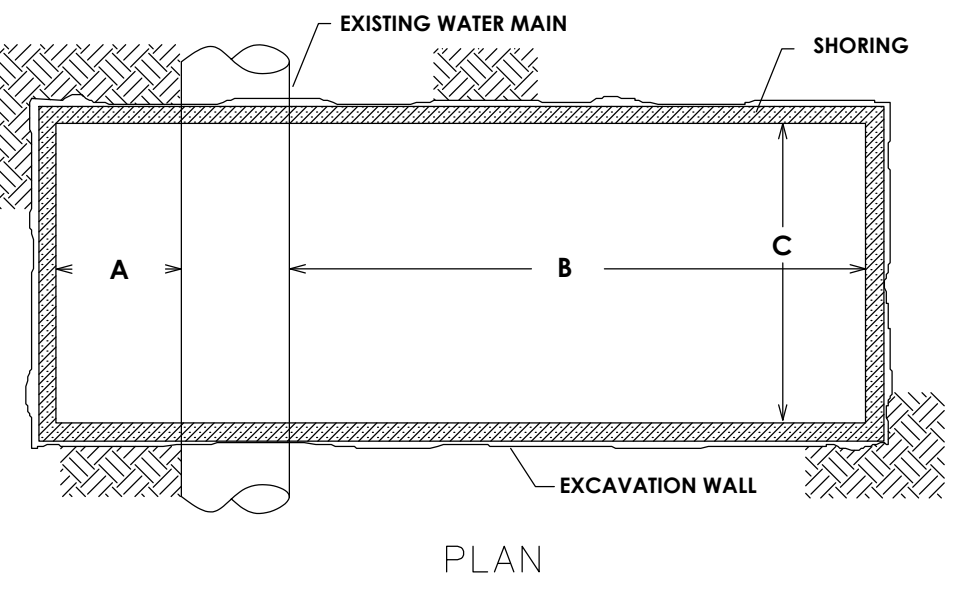 EXISTING WATER MAIN
SHORING
A
B
C
EXCAVATION WALL
PLAN